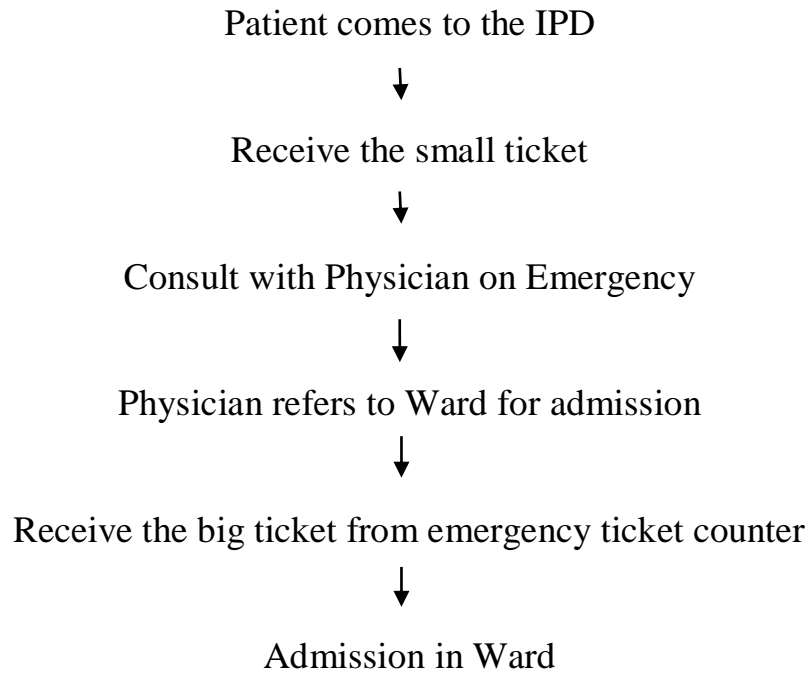 Patient comes to the IPD
Receive the small ticket
Consult with Physician on Emergency
Physician refers to Ward for admission
Receive the big ticket from emergency ticket counter
Admission in Ward